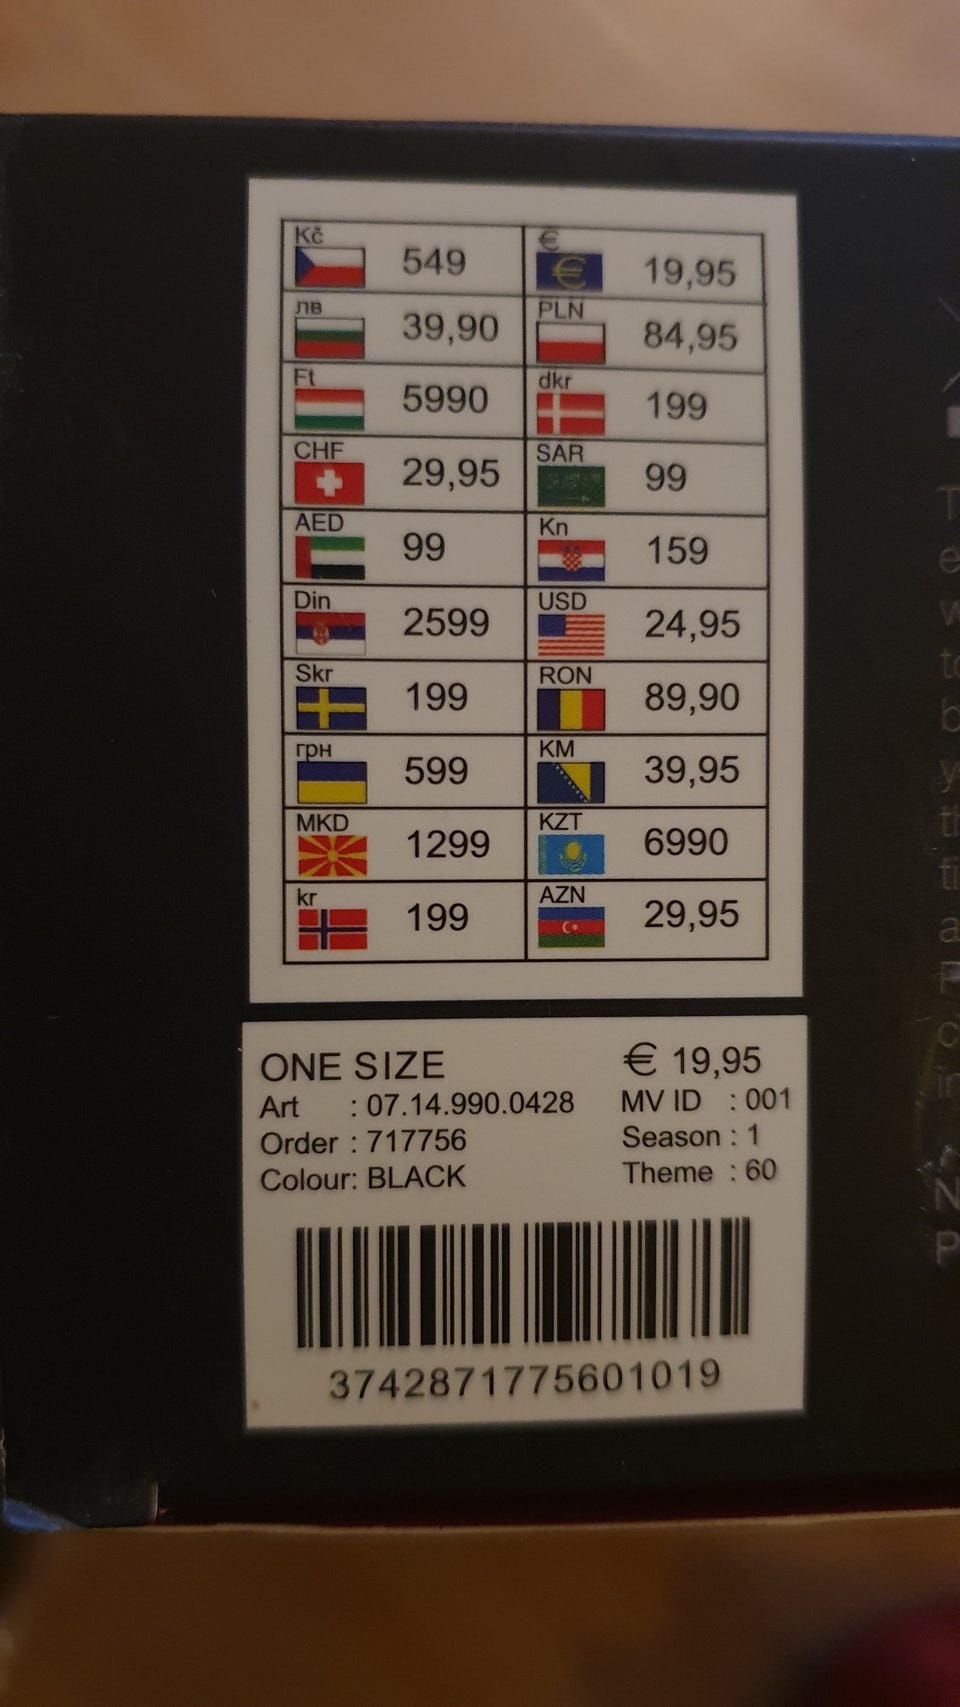 Kč 549 € 19,95
лв 39,90 PLN 84,95
Ft 5990 dkr 199
CHF 29,95 SAR 99
AED 99 Kn 159
Din 2599 USD 24,95
Skr 199 RON 89,90
грн 599 KM 39,95
MKD 1299 KZT 6990
kr 199 AZN 29,95
ONE SIZE € 19,95
Art : 07.14.990.0428 MV ID : 001
Order : 717756 Season : 1
Colour: BLACK Theme : 60
3742871775601019